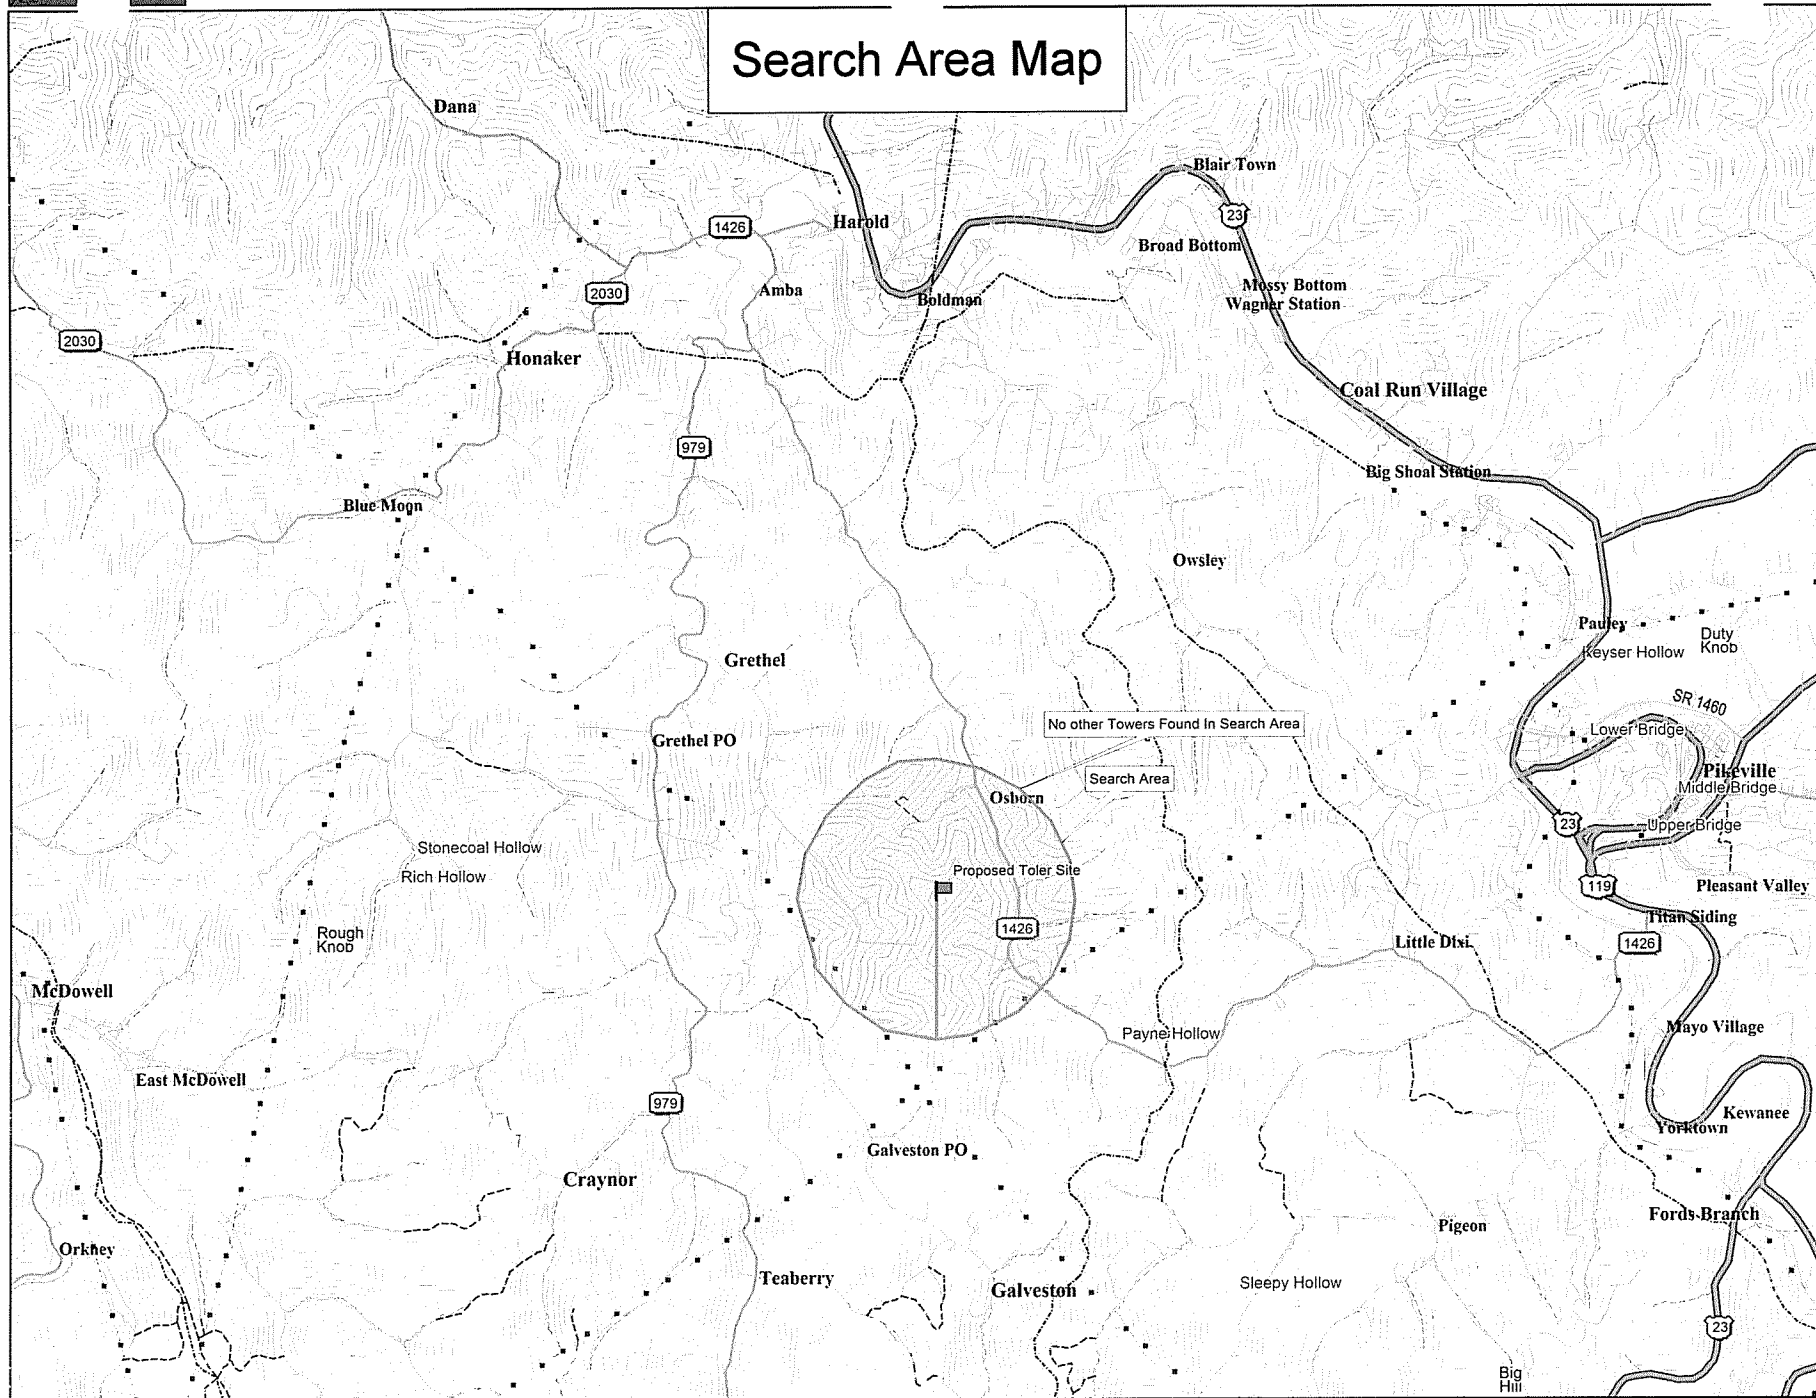 Search Area Map
Dana
Blair Town
23
Harold
1426
Broad Bottom
Amba
2030
Boldman
Mossy Bottom
Wagner Station
2030
Honaker
Coal Run Village
979
Big Shoal Station
Blue Moon
Owsley
Pauley
Duty
Knob
Keyser Hollow
Grethel
SR 1460
No other Towers Found In Search Area
Lower Bridge
Grethel PO
Search Area
Pikeville
Middle Bridge
Osborn
23
Upper Bridge
Stonecoal Hollow
Rich Hollow
Proposed Toler Site
119
Pleasant Valley
Titan Siding
1426
Rough
Knob
Little Dixi
1426
McDowell
Mayo Village
Payne Hollow
East McDowell
979
Kewanee
Yorktown
Galveston PO
Craynor
Fords Branch
Pigeon
Orkney
Teaberry
Galveston
Sleepy Hollow
23
Big
Hill